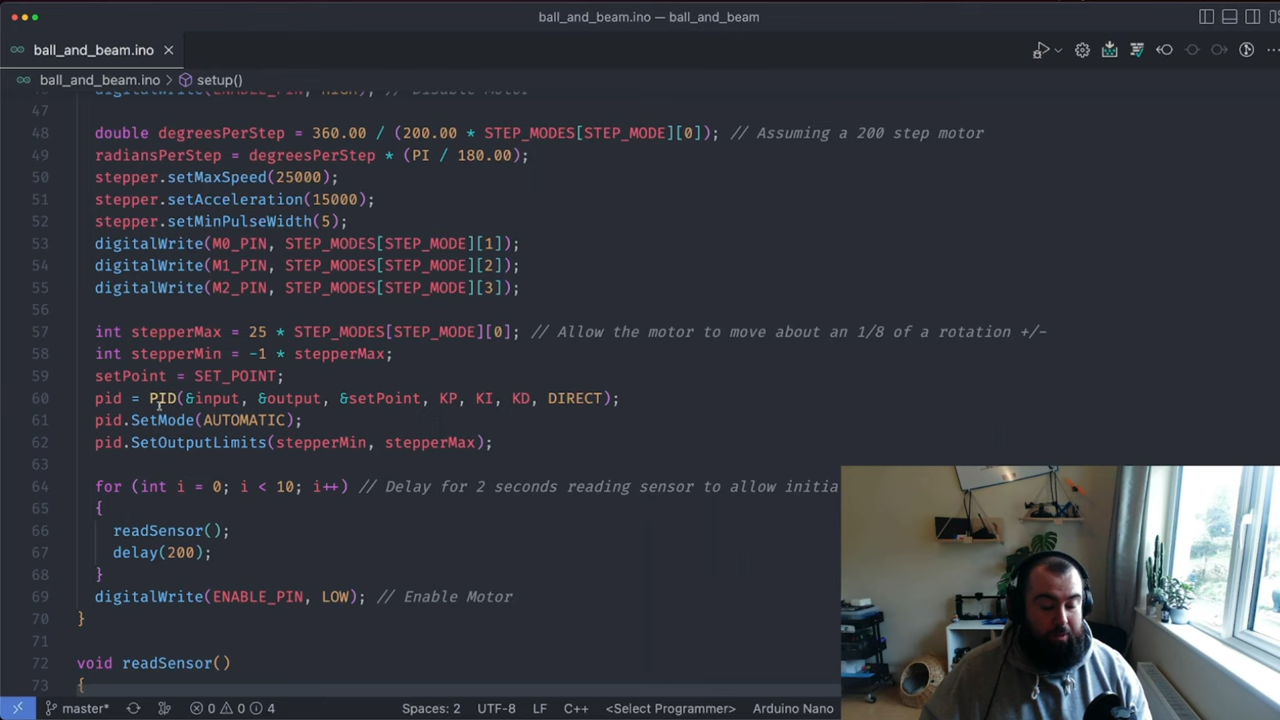 ball_and_beam.ino — ball_and_beam
ball_and_beam.ino
ball_and_beam.ino > setup()
digitalWrite(ENABLE_PIN, HIGH); // Disable Motor
47
48 double degreesPerStep = 360.00 / (200.00 * STEP_MODES[STEP_MODE][0]); // Assuming a 200 step motor
49 radiansPerStep = degreesPerStep * (PI / 180.00);
50 stepper.setMaxSpeed(25000);
51 stepper.setAcceleration(15000);
52 stepper.setMinPulseWidth(5);
53 digitalWrite(M0_PIN, STEP_MODES[STEP_MODE][1]);
54 digitalWrite(M1_PIN, STEP_MODES[STEP_MODE][2]);
55 digitalWrite(M2_PIN, STEP_MODES[STEP_MODE][3]);
56
57 int stepperMax = 25 * STEP_MODES[STEP_MODE][0]; // Allow the motor to move about an 1/8 of a rotation +/-
58 int stepperMin = -1 * stepperMax;
59 setPoint = SET_POINT;
60 pid = PID(&input, &output, &setPoint, KP, KI, KD, DIRECT);
61 pid.SetMode(AUTOMATIC);
62 pid.SetOutputLimits(stepperMin, stepperMax);
63
64 for (int i = 0; i < 10; i++) // Delay for 2 seconds reading sensor to allow initia
65 {
66 readSensor();
67 delay(200);
68 }
69 digitalWrite(ENABLE_PIN, LOW); // Enable Motor
70 }
71
72 void readSensor()
73 {
master* 0 0 4 Spaces: 2 UTF-8 LF C++ <Select Programmer> Arduino Nano